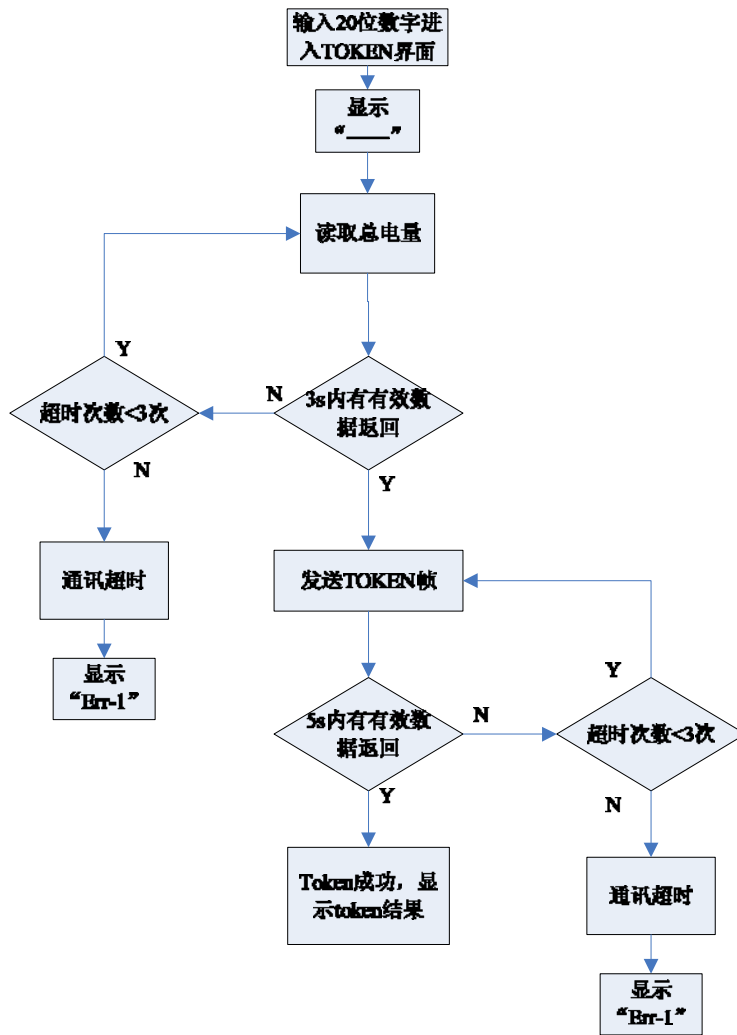 输入20位数字进
入TOKEN界面
显示
“____”
读取总电量
Y
N
超时次数<3次
3s内有有效数
据返回
N
Y
通讯超时
发送TOKEN帧
显示
“Err-1”
Y
5s内有有效数
据返回
N
超时次数<3次
Y
N
Token成功，显
示token结果
通讯超时
显示
“Err-1”